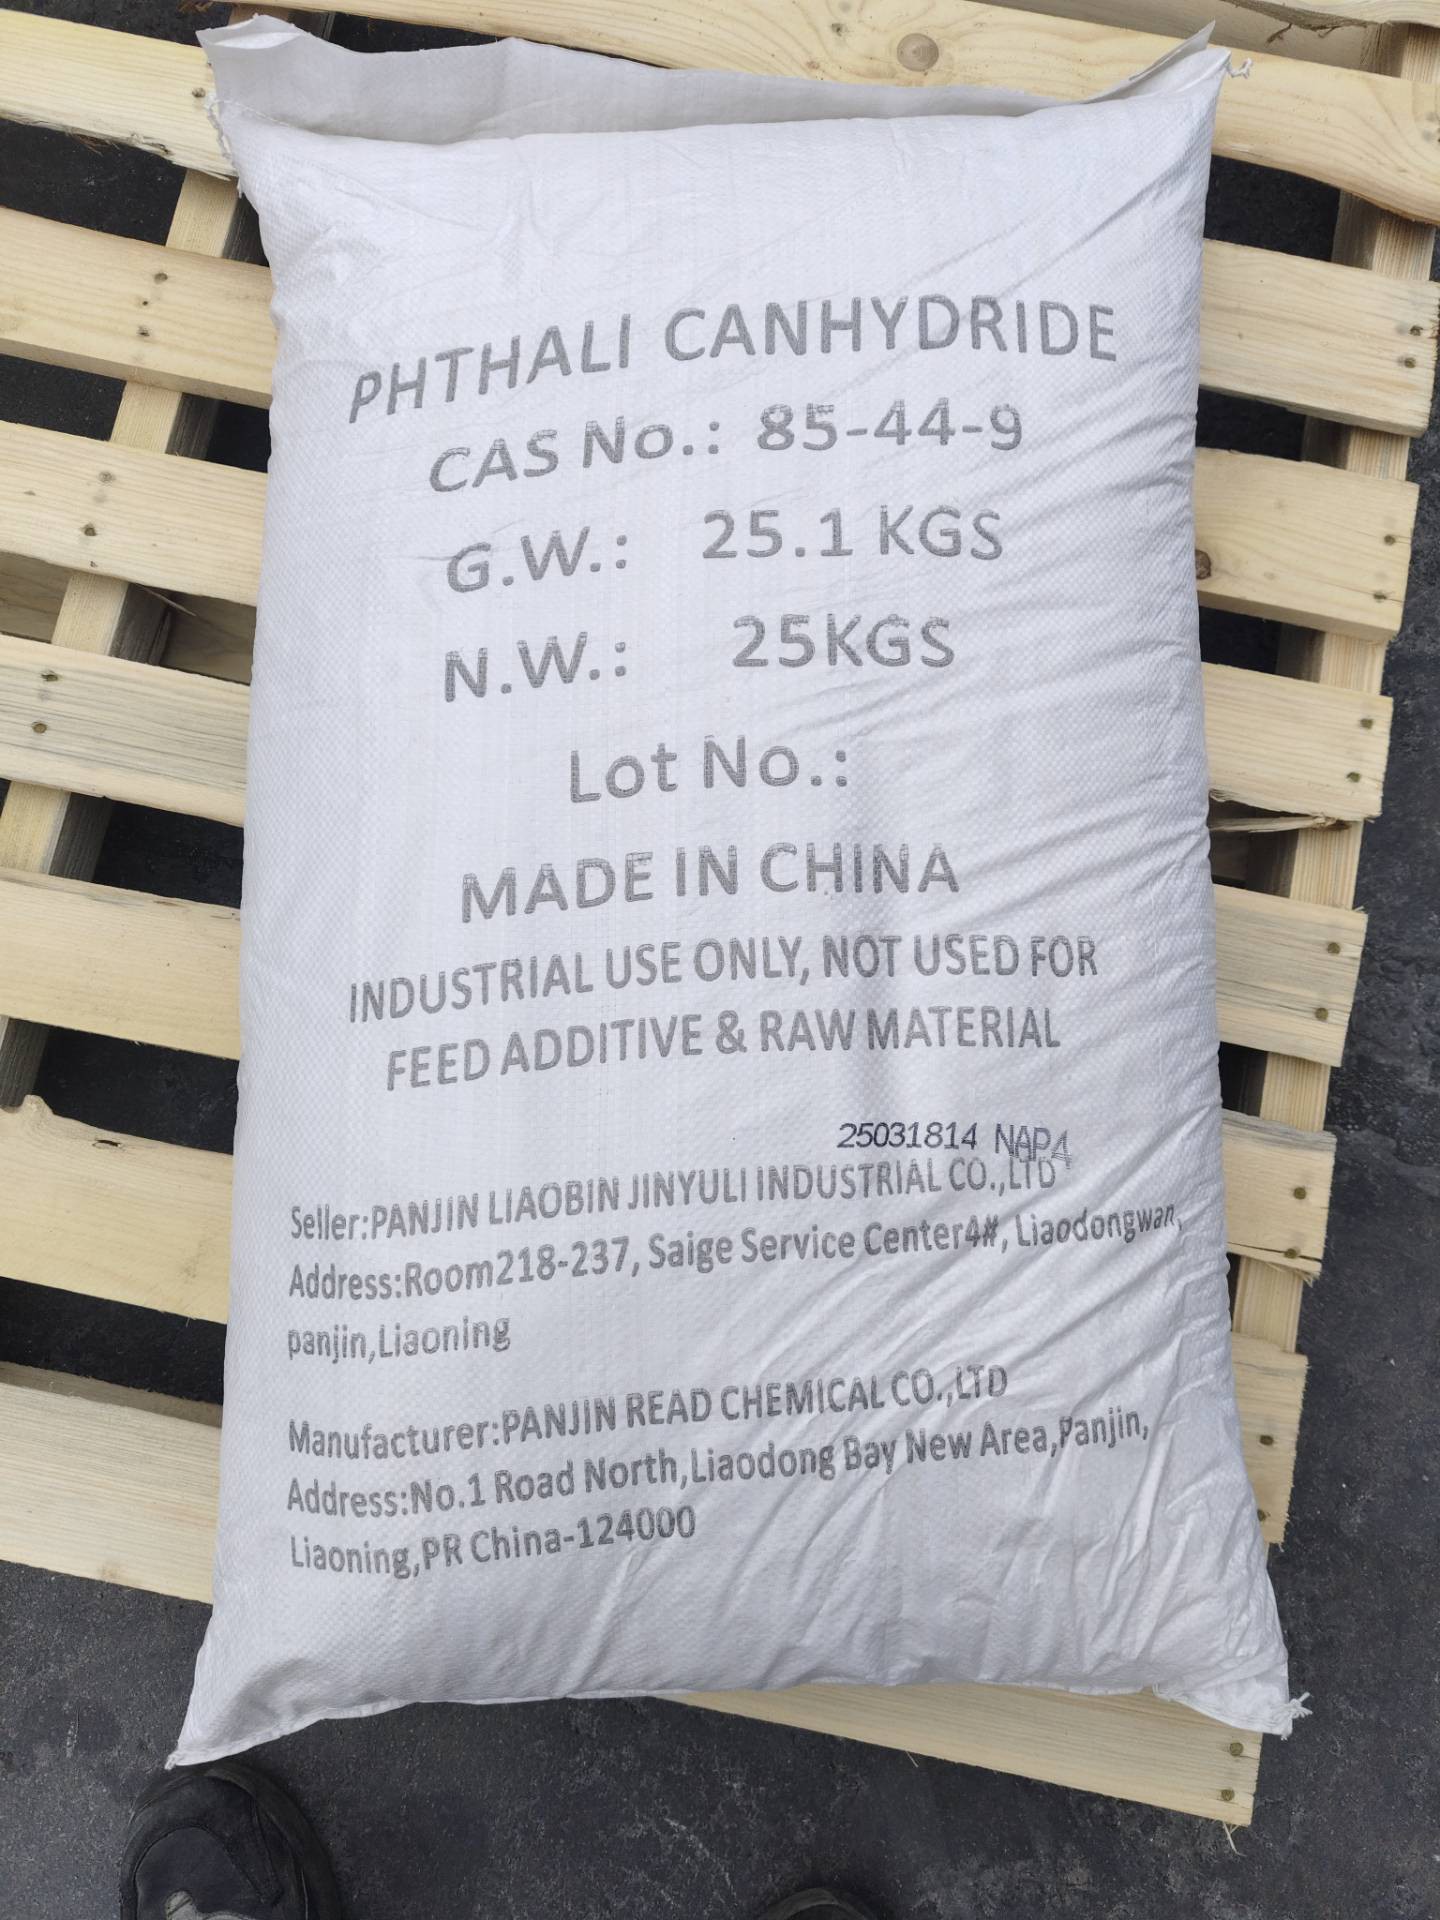 PHTHALI CANHYDRIDE
CAS No.: 85-44-9
G.W.: 25.1 KGS
N.W.: 25KGS
Lot No.:
MADE IN CHINA
INDUSTRIAL USE ONLY, NOT USED FOR
FEED ADDITIVE & RAW MATERIAL
25031814 NAP4
Seller:PANJIN LIAOBIN JINYULI INDUSTRIAL CO.,LTD
Address:Room218-237, Saige Service Center4#, Liaodongwan,
panjin,Liaoning
Manufacturer:PANJIN READ CHEMICAL CO.,LTD
Address:No.1 Road North,Liaodong Bay New Area,Panjin,
Liaoning,PR China-124000